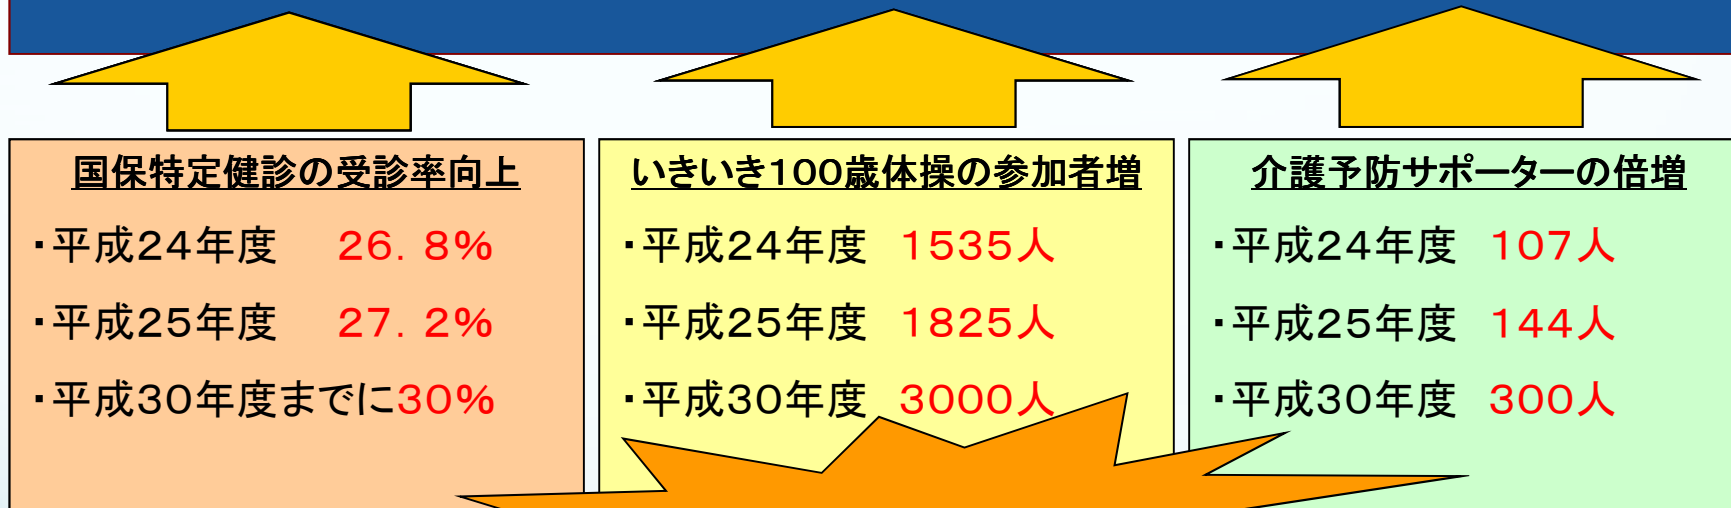 国保特定健診の受診率向上
・平成24年度　26.8%
・平成25年度　27.2%
・平成30年度までに30%
いきいき100歳体操の参加者増
・平成24年度　1535人
・平成25年度　1825人
・平成30年度　3000人
介護予防サポーターの倍増
・平成24年度　107人
・平成25年度　144人
・平成30年度　300人